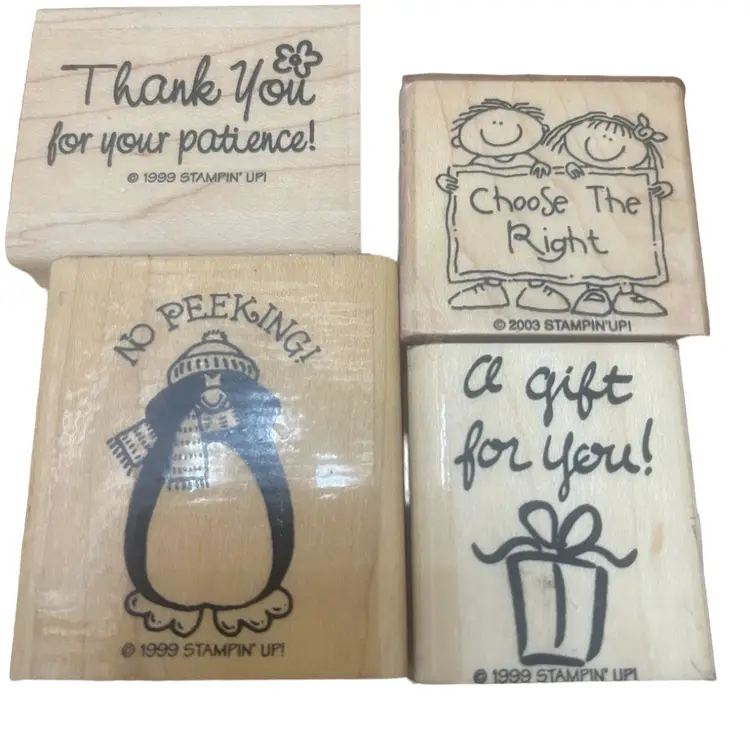 Thank You
for your patience!
© 1999 STAMPIN' UP!
Choose The
Right
© 2003 STAMPIN' UP!
NO PEEKING!
© 1999 STAMPIN' UP!
a gift
for you!
© 1999 STAMPIN' UP!